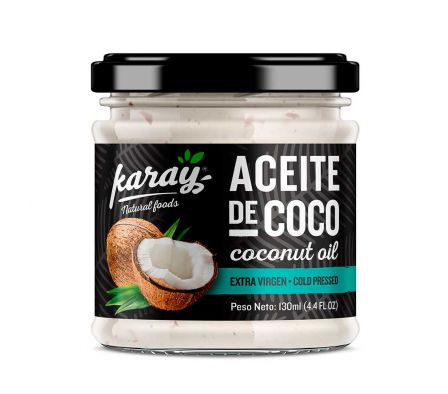 karay®
Natural foods
ACEITE
DE COCO
coconut oil
EXTRA VIRGEN • COLD PRESSED
Peso Neto: 130ml (4.4 FL OZ)